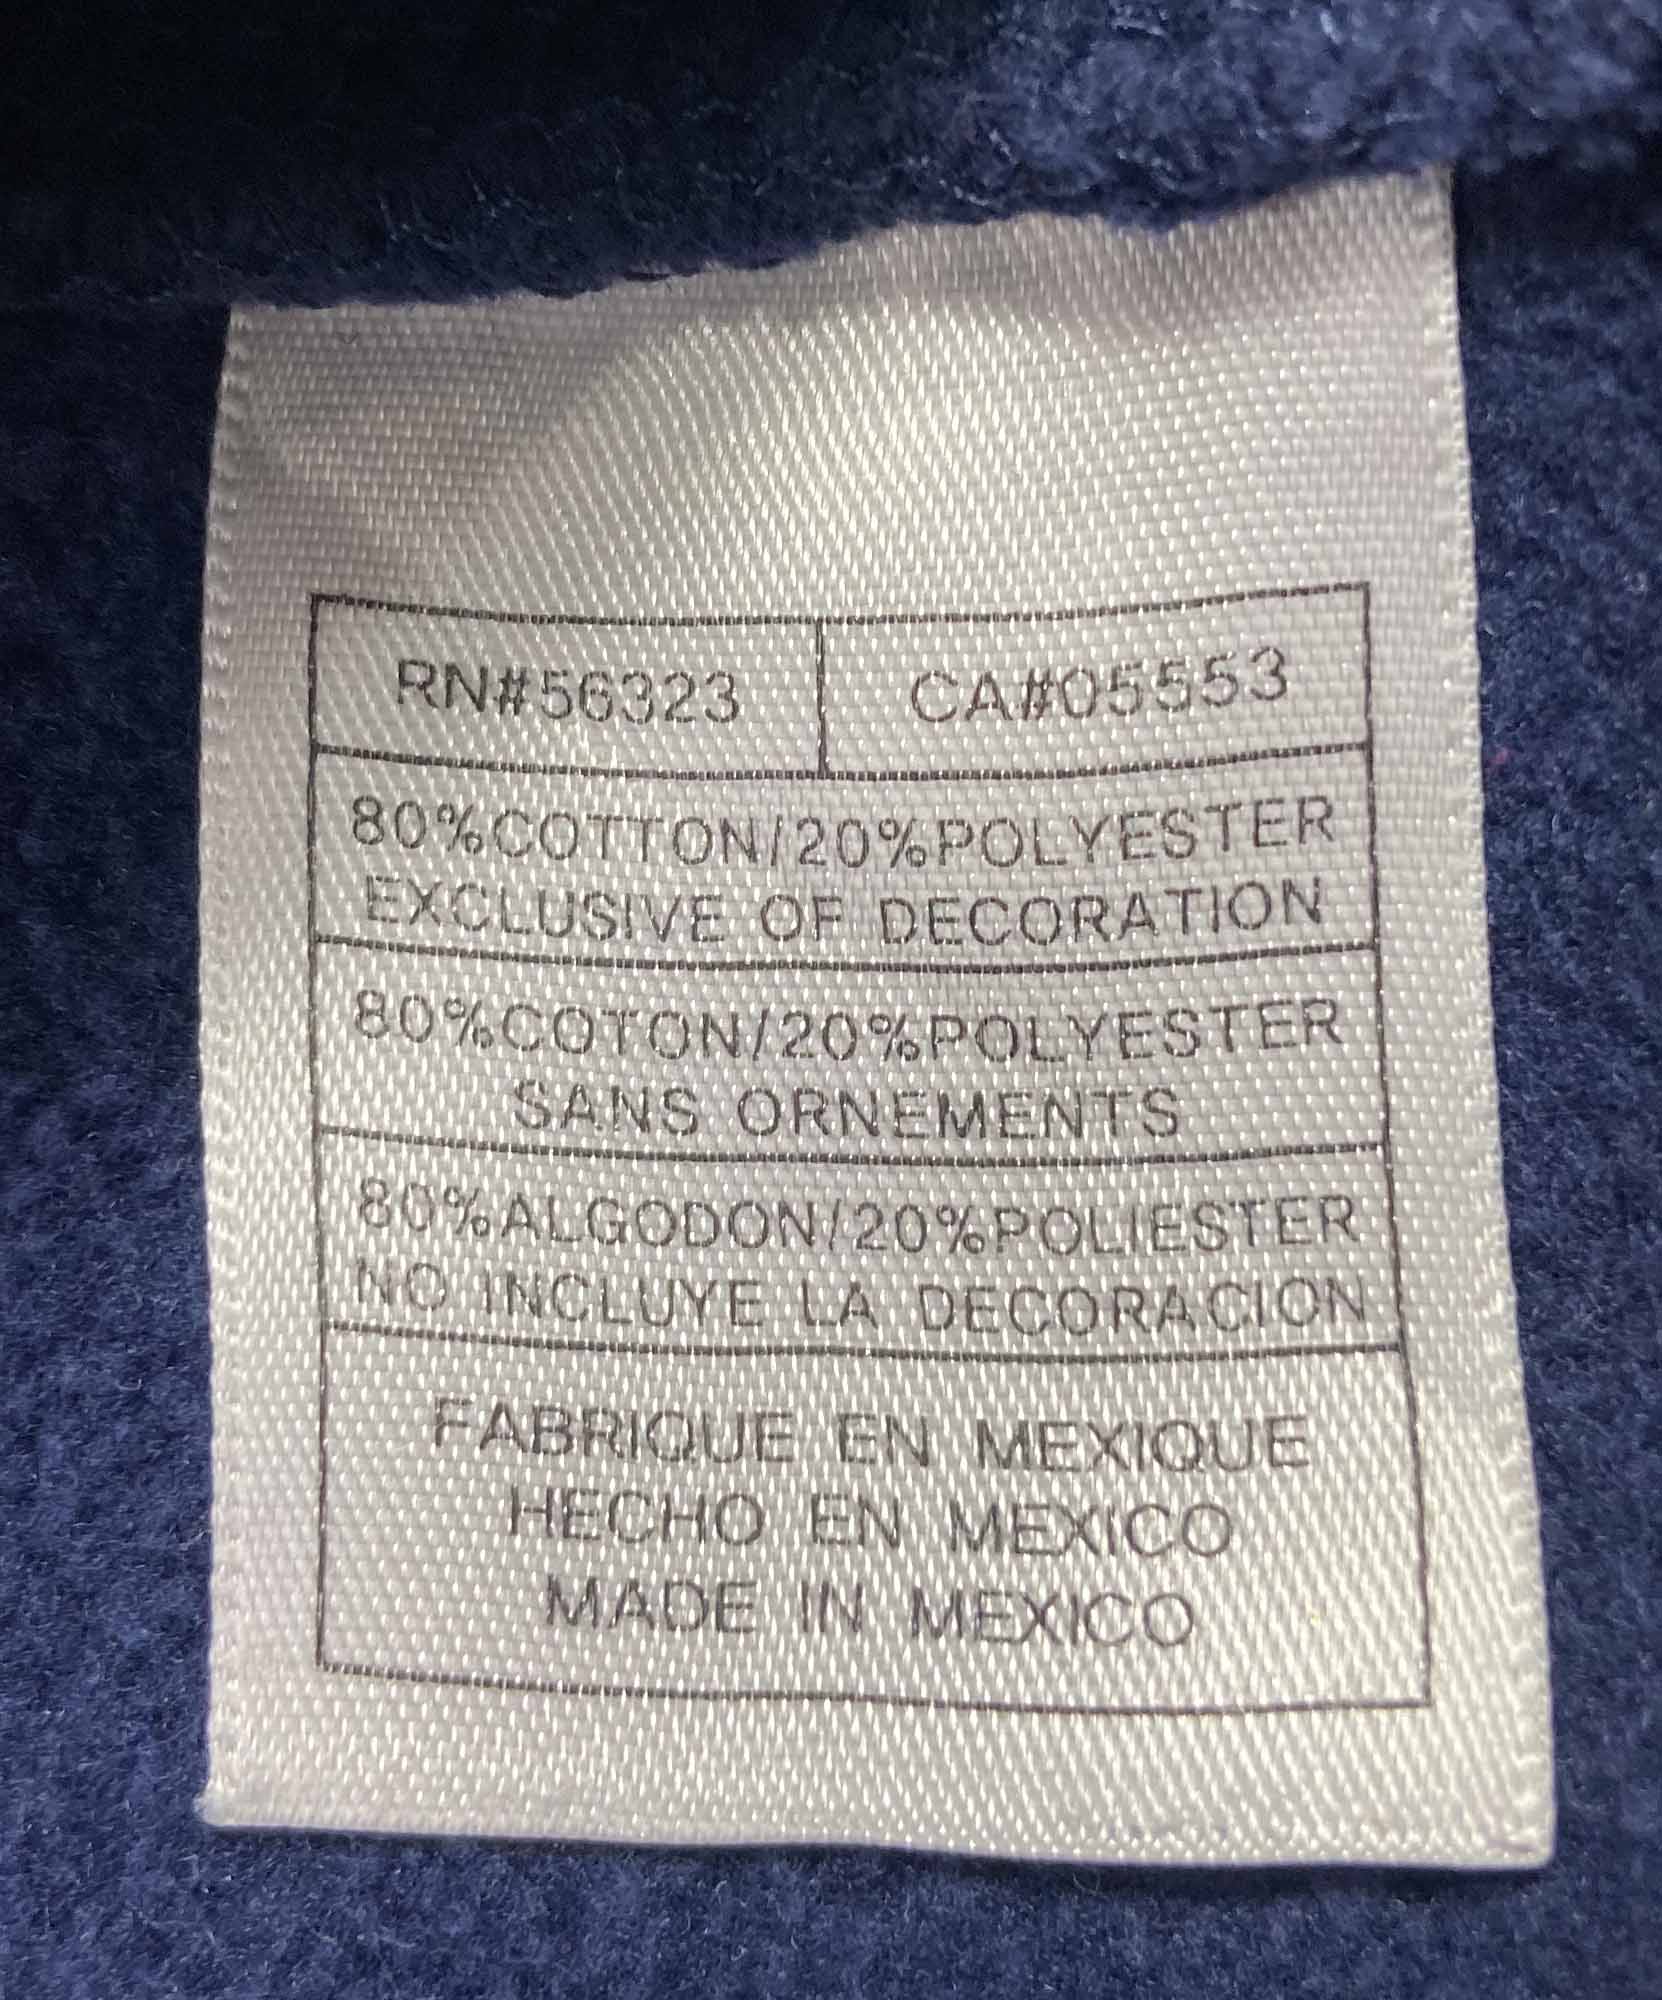 RN#56323 CA#05553
80%COTTON/20%POLYESTER
EXCLUSIVE OF DECORATION
80%COTON/20%POLYESTER
SANS ORNEMENTS
80%ALGODON/20%POLIESTER
NO INCLUYE LA DECORACION
FABRIQUE EN MEXIQUE
HECHO EN MEXICO
MADE IN MEXICO